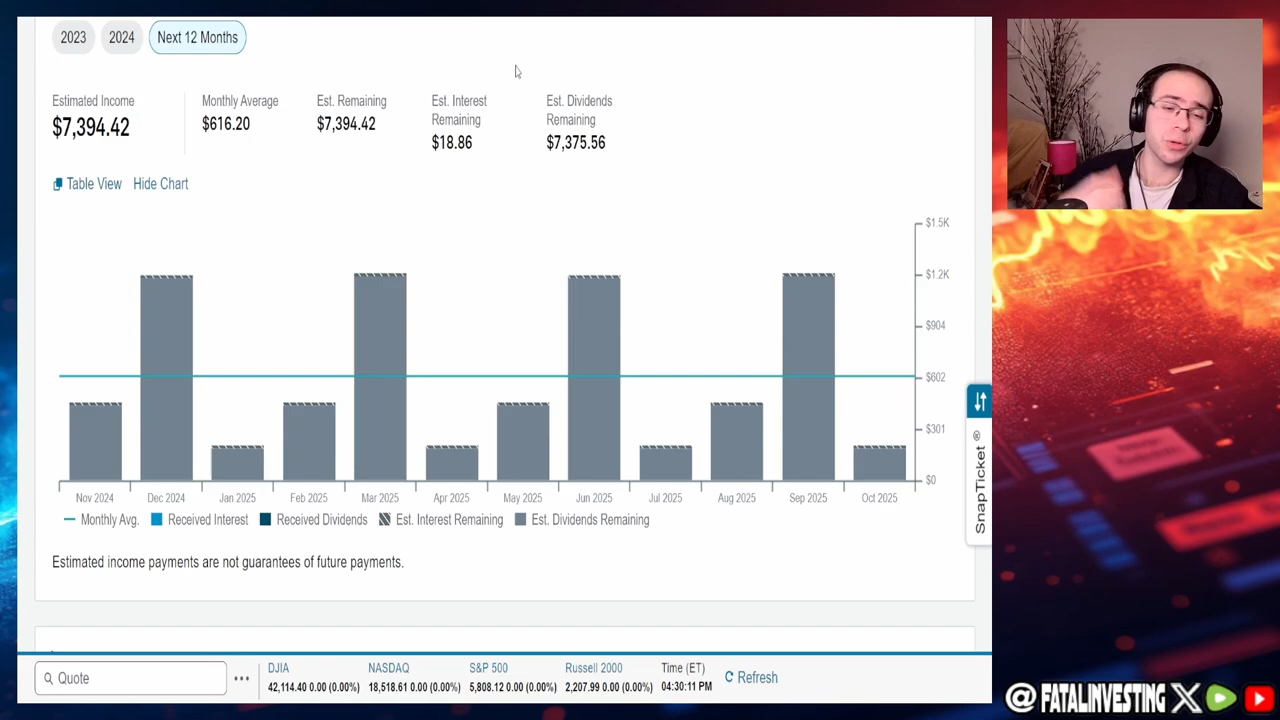 2023 2024 Next 12 Months
Estimated Income
$7,394.42
Monthly Average
$616.20
Est. Remaining
$7,394.42
Est. Interest
Remaining
$18.86
Est. Dividends
Remaining
$7,375.56
Table View Hide Chart
$1.5K
$1.2K
$904
$602
$301
$0
Nov 2024 Dec 2024 Jan 2025 Feb 2025 Mar 2025 Apr 2025 May 2025 Jun 2025 Jul 2025 Aug 2025 Sep 2025 Oct 2025
Monthly Avg. Received Interest Received Dividends Est. Interest Remaining Est. Dividends Remaining
SnapTicket ®
Estimated income payments are not guarantees of future payments.
Quote
DJIA
42,114.40 0.00 (0.00%)
NASDAQ
18,518.61 0.00 (0.00%)
S&P 500
5,808.12 0.00 (0.00%)
Russell 2000
2,207.99 0.00 (0.00%)
Time (ET)
04:30:11 PM
Refresh
@FATALINVESTING